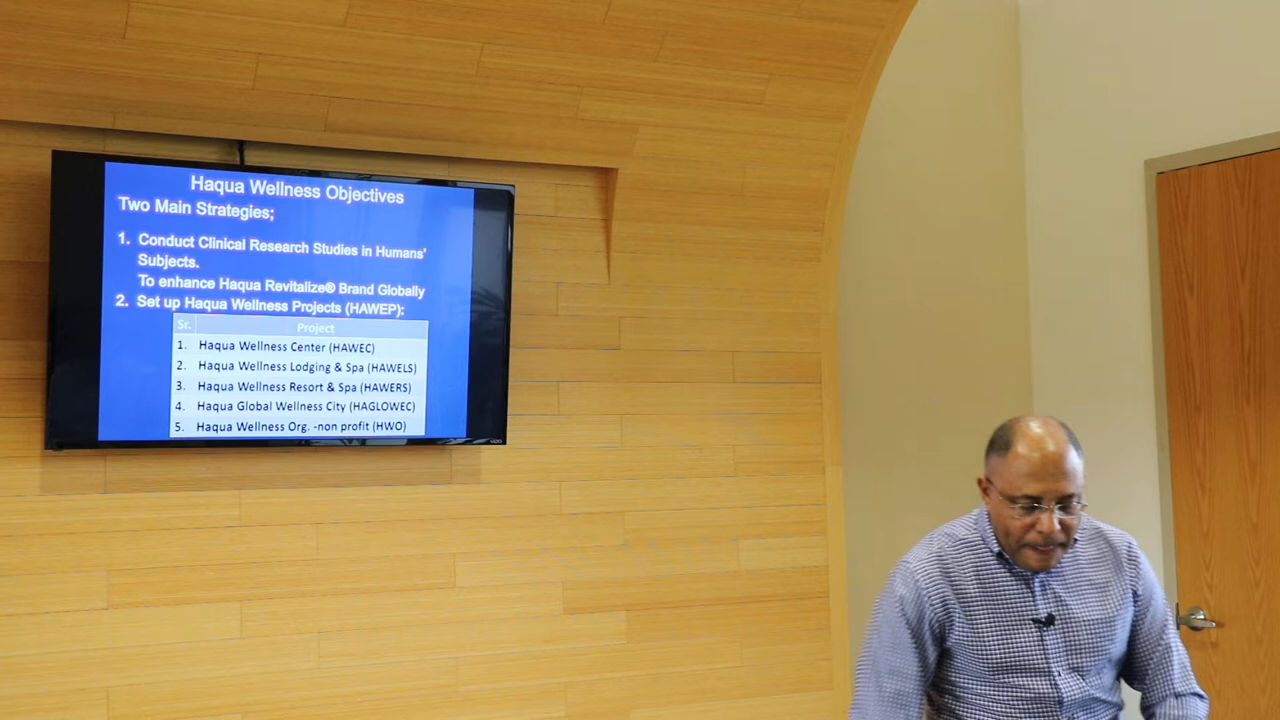 Haqua Wellness Objectives
Two Main Strategies;
1. Conduct Clinical Research Studies in Humans'
Subjects.
To enhance Haqua Revitalize® Brand Globally
2. Set up Haqua Wellness Projects (HAWEP);
Sr. Project
1. Haqua Wellness Center (HAWEC)
2. Haqua Wellness Lodging & Spa (HAWELS)
3. Haqua Wellness Resort & Spa (HAWERS)
4. Haqua Global Wellness City (HAGLOWEC)
5. Haqua Wellness Org. -non profit (HWO)